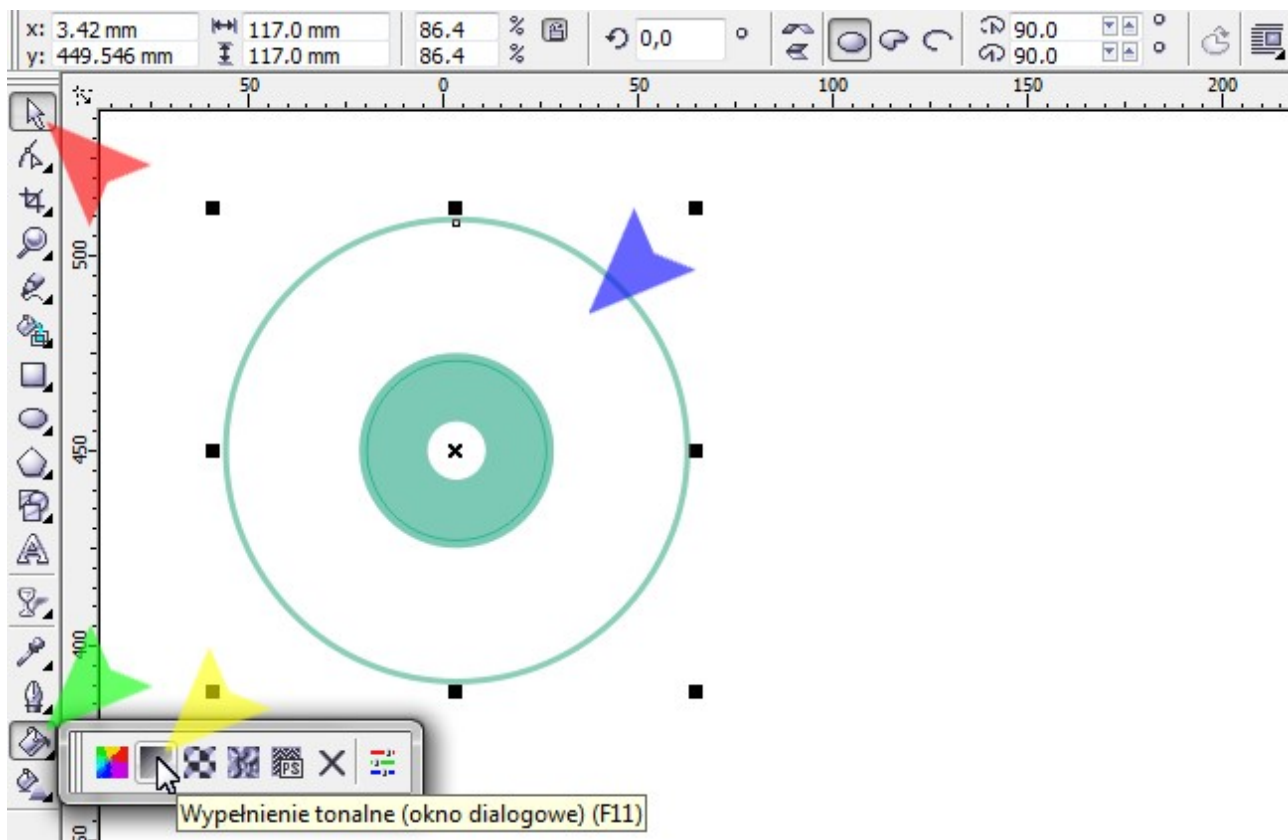 x: 3.42 mm 117.0 mm 86.4 % 0,0 ° 90.0 °
y: 449.546 mm 117.0 mm 86.4 % 90.0 °
50 0 50 100 150 200
500
450
400
PS
Wypełnienie tonalne (okno dialogowe) (F11)